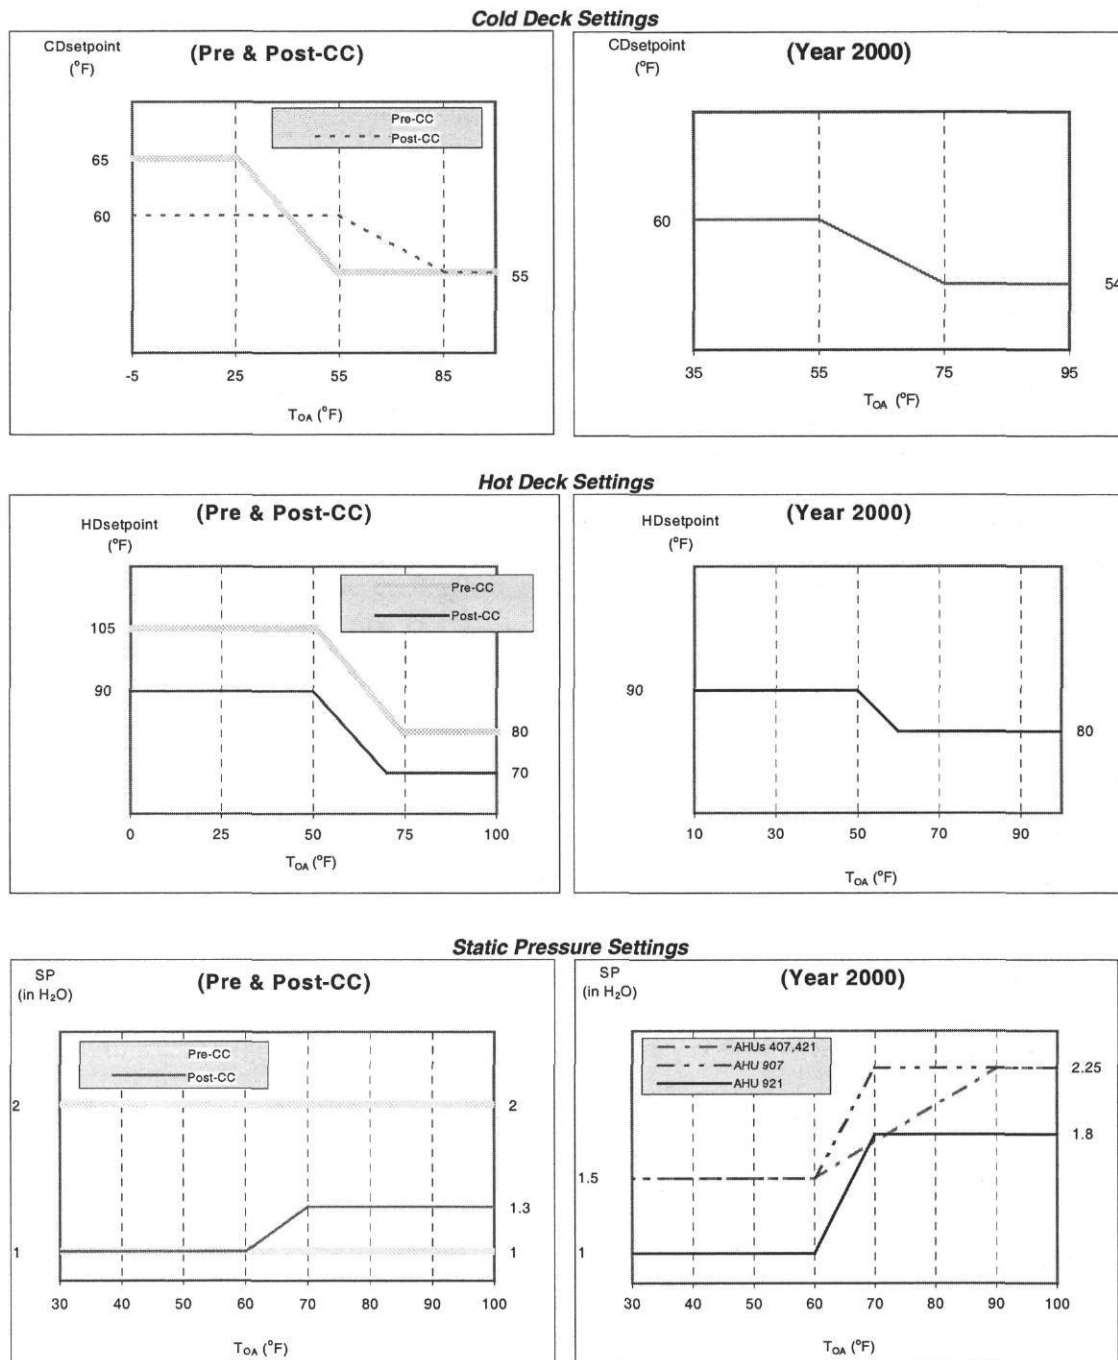 Cold Deck Settings
CDsetpoint
(°F)
(Pre & Post-CC)
Pre-CC
Post-CC
65
60
55
-5 25 55 85
TOA (°F)
CDsetpoint
(°F)
(Year 2000)
60
54
35 55 75 95
TOA (°F)
Hot Deck Settings
HDsetpoint
(°F)
(Pre & Post-CC)
Pre-CC
Post-CC
105
90
80
70
0 25 50 75 100
TOA (°F)
HDsetpoint
(°F)
(Year 2000)
90
80
10 30 50 70 90
TOA (°F)
Static Pressure Settings
SP
(in H2O)
(Pre & Post-CC)
Pre-CC
Post-CC
2 2
1.3
1 1
30 40 50 60 70 80 90 100
TOA (°F)
SP
(in H2O)
(Year 2000)
AHUs 407,421
AHU 907
AHU 921
2.25
1.8
1.5
1
30 40 50 60 70 80 90 100
TOA (°F)